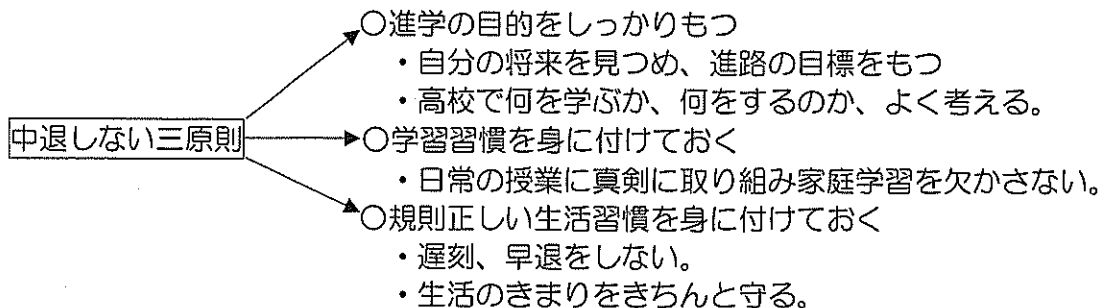 ○進学の目的をしっかりもつ
・自分の将来を見つめ、進路の目標をもつ
・高校で何を学ぶか、何をするのか、よく考える。
中退しない三原則
○学習習慣を身に付けておく
・日常の授業に真剣に取り組み家庭学習を欠かさない。
○規則正しい生活習慣を身に付けておく
・遅刻、早退をしない。
・生活のきまりをきちんと守る。